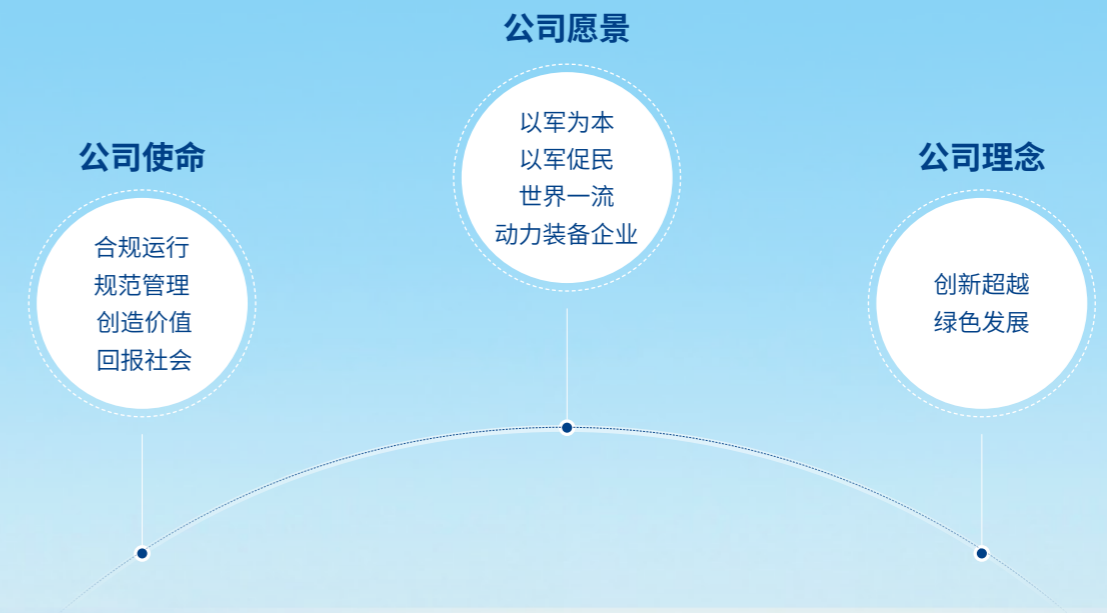 公司愿景
以军为本
以军促民
世界一流
动力装备企业
公司使命
合规运行
规范管理
创造价值
回报社会
公司理念
创新超越
绿色发展